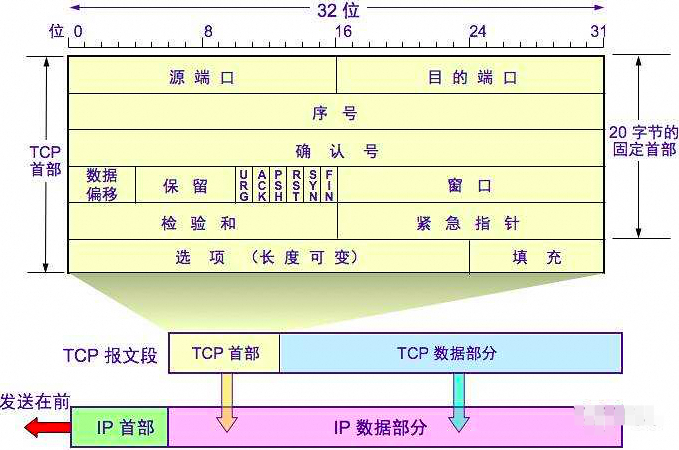 32 位
位 0 8 16 24 31
源 端 口 目 的 端 口
序 号
TCP
首部
20 字节的
固定首部
确 认 号
数据
偏移
保 留
URG
ACK
PSH
RST
SYN
FIN
窗 口
检 验 和 紧 急 指 针
选 项 (长 度 可 变) 填 充
TCP 报文段 TCP 首部 TCP 数据部分
发送在前
IP 首部 IP 数据部分